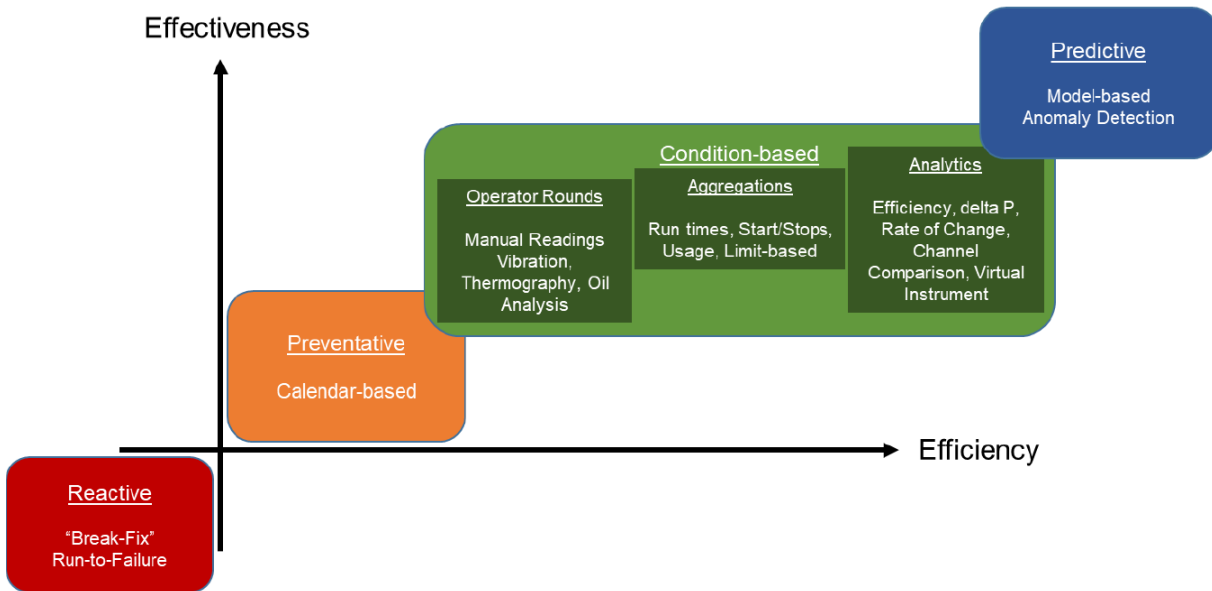 Effectiveness
Predictive
Model-based
Anomaly Detection
Condition-based
Operator Rounds
Manual Readings
Vibration,
Thermography, Oil
Analysis
Aggregations
Run times, Start/Stops,
Usage, Limit-based
Analytics
Efficiency, delta P,
Rate of Change,
Channel
Comparison, Virtual
Instrument
Preventative
Calendar-based
Efficiency
Reactive
“Break-Fix”
Run-to-Failure